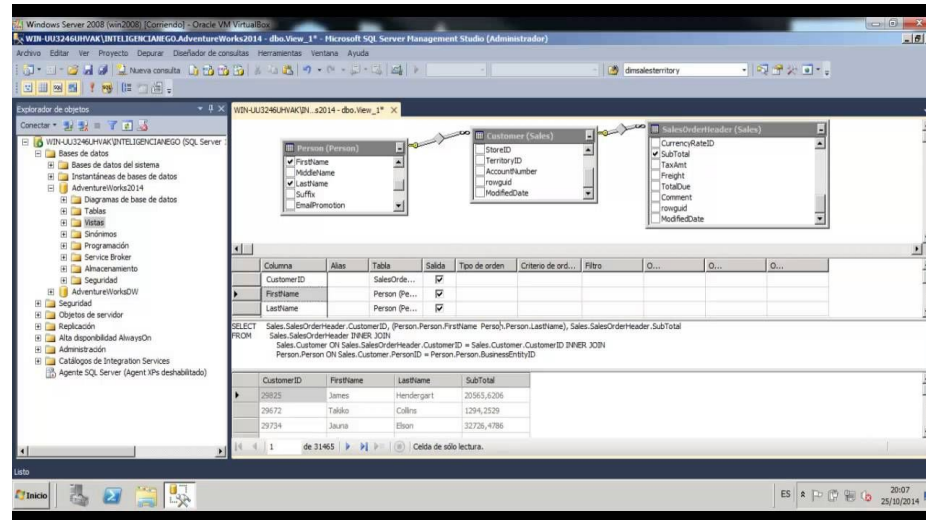 Windows Server 2008 (win2008) [Corriendo] - Oracle VM VirtualBox
WIN-UU3246UHVAK\INTELIGENCIANEGO.AdventureWorks2014 - dbo.View_1* - Microsoft SQL Server Management Studio (Administrador)
Archivo Editar Ver Proyecto Depurar Diseñador de consultas Herramientas Ventana Ayuda
Nueva consulta
dimsalesterritory
Explorador de objetos
Conectar
WIN-UU3246UHVAK\INTELIGENCIANEGO (SQL Server
Bases de datos
Bases de datos del sistema
Instantáneas de bases de datos
AdventureWorks2014
Diagramas de base de datos
Tablas
Vistas
Sinónimos
Programación
Service Broker
Almacenamiento
Seguridad
AdventureWorksDW
Seguridad
Objetos de servidor
Replicación
Alta disponibilidad AlwaysOn
Administración
Catálogos de Integration Services
Agente SQL Server (Agent XPs deshabilitado)
WIN-UU3246UHVAK\IN...s2014 - dbo.View_1*
Person (Person)
FirstName
MiddleName
LastName
Suffix
EmailPromotion
Customer (Sales)
StoreID
TerritoryID
AccountNumber
rowguid
ModifiedDate
SalesOrderHeader (Sales)
CurrencyRateID
SubTotal
TaxAmt
Freight
TotalDue
Comment
rowguid
ModifiedDate
Columna Alias Tabla Salida Tipo de orden Criterio de ord... Filtro O... O... O...
CustomerID SalesOrde...
FirstName Person (Pe...
LastName Person (Pe...
SELECT Sales.SalesOrderHeader.CustomerID, (Person.Person.FirstName Person.Person.LastName), Sales.SalesOrderHeader.SubTotal
FROM Sales.SalesOrderHeader INNER JOIN
Sales.Customer ON Sales.SalesOrderHeader.CustomerID = Sales.Customer.CustomerID INNER JOIN
Person.Person ON Sales.Customer.PersonID = Person.Person.BusinessEntityID
CustomerID FirstName LastName SubTotal
29825 James Hendergart 20565,6206
29672 Takiko Collins 1294,2529
29734 Jauna Elson 32726,4786
1 de 31465 Celda de sólo lectura.
Listo
Inicio
ES 20:07
25/10/2014